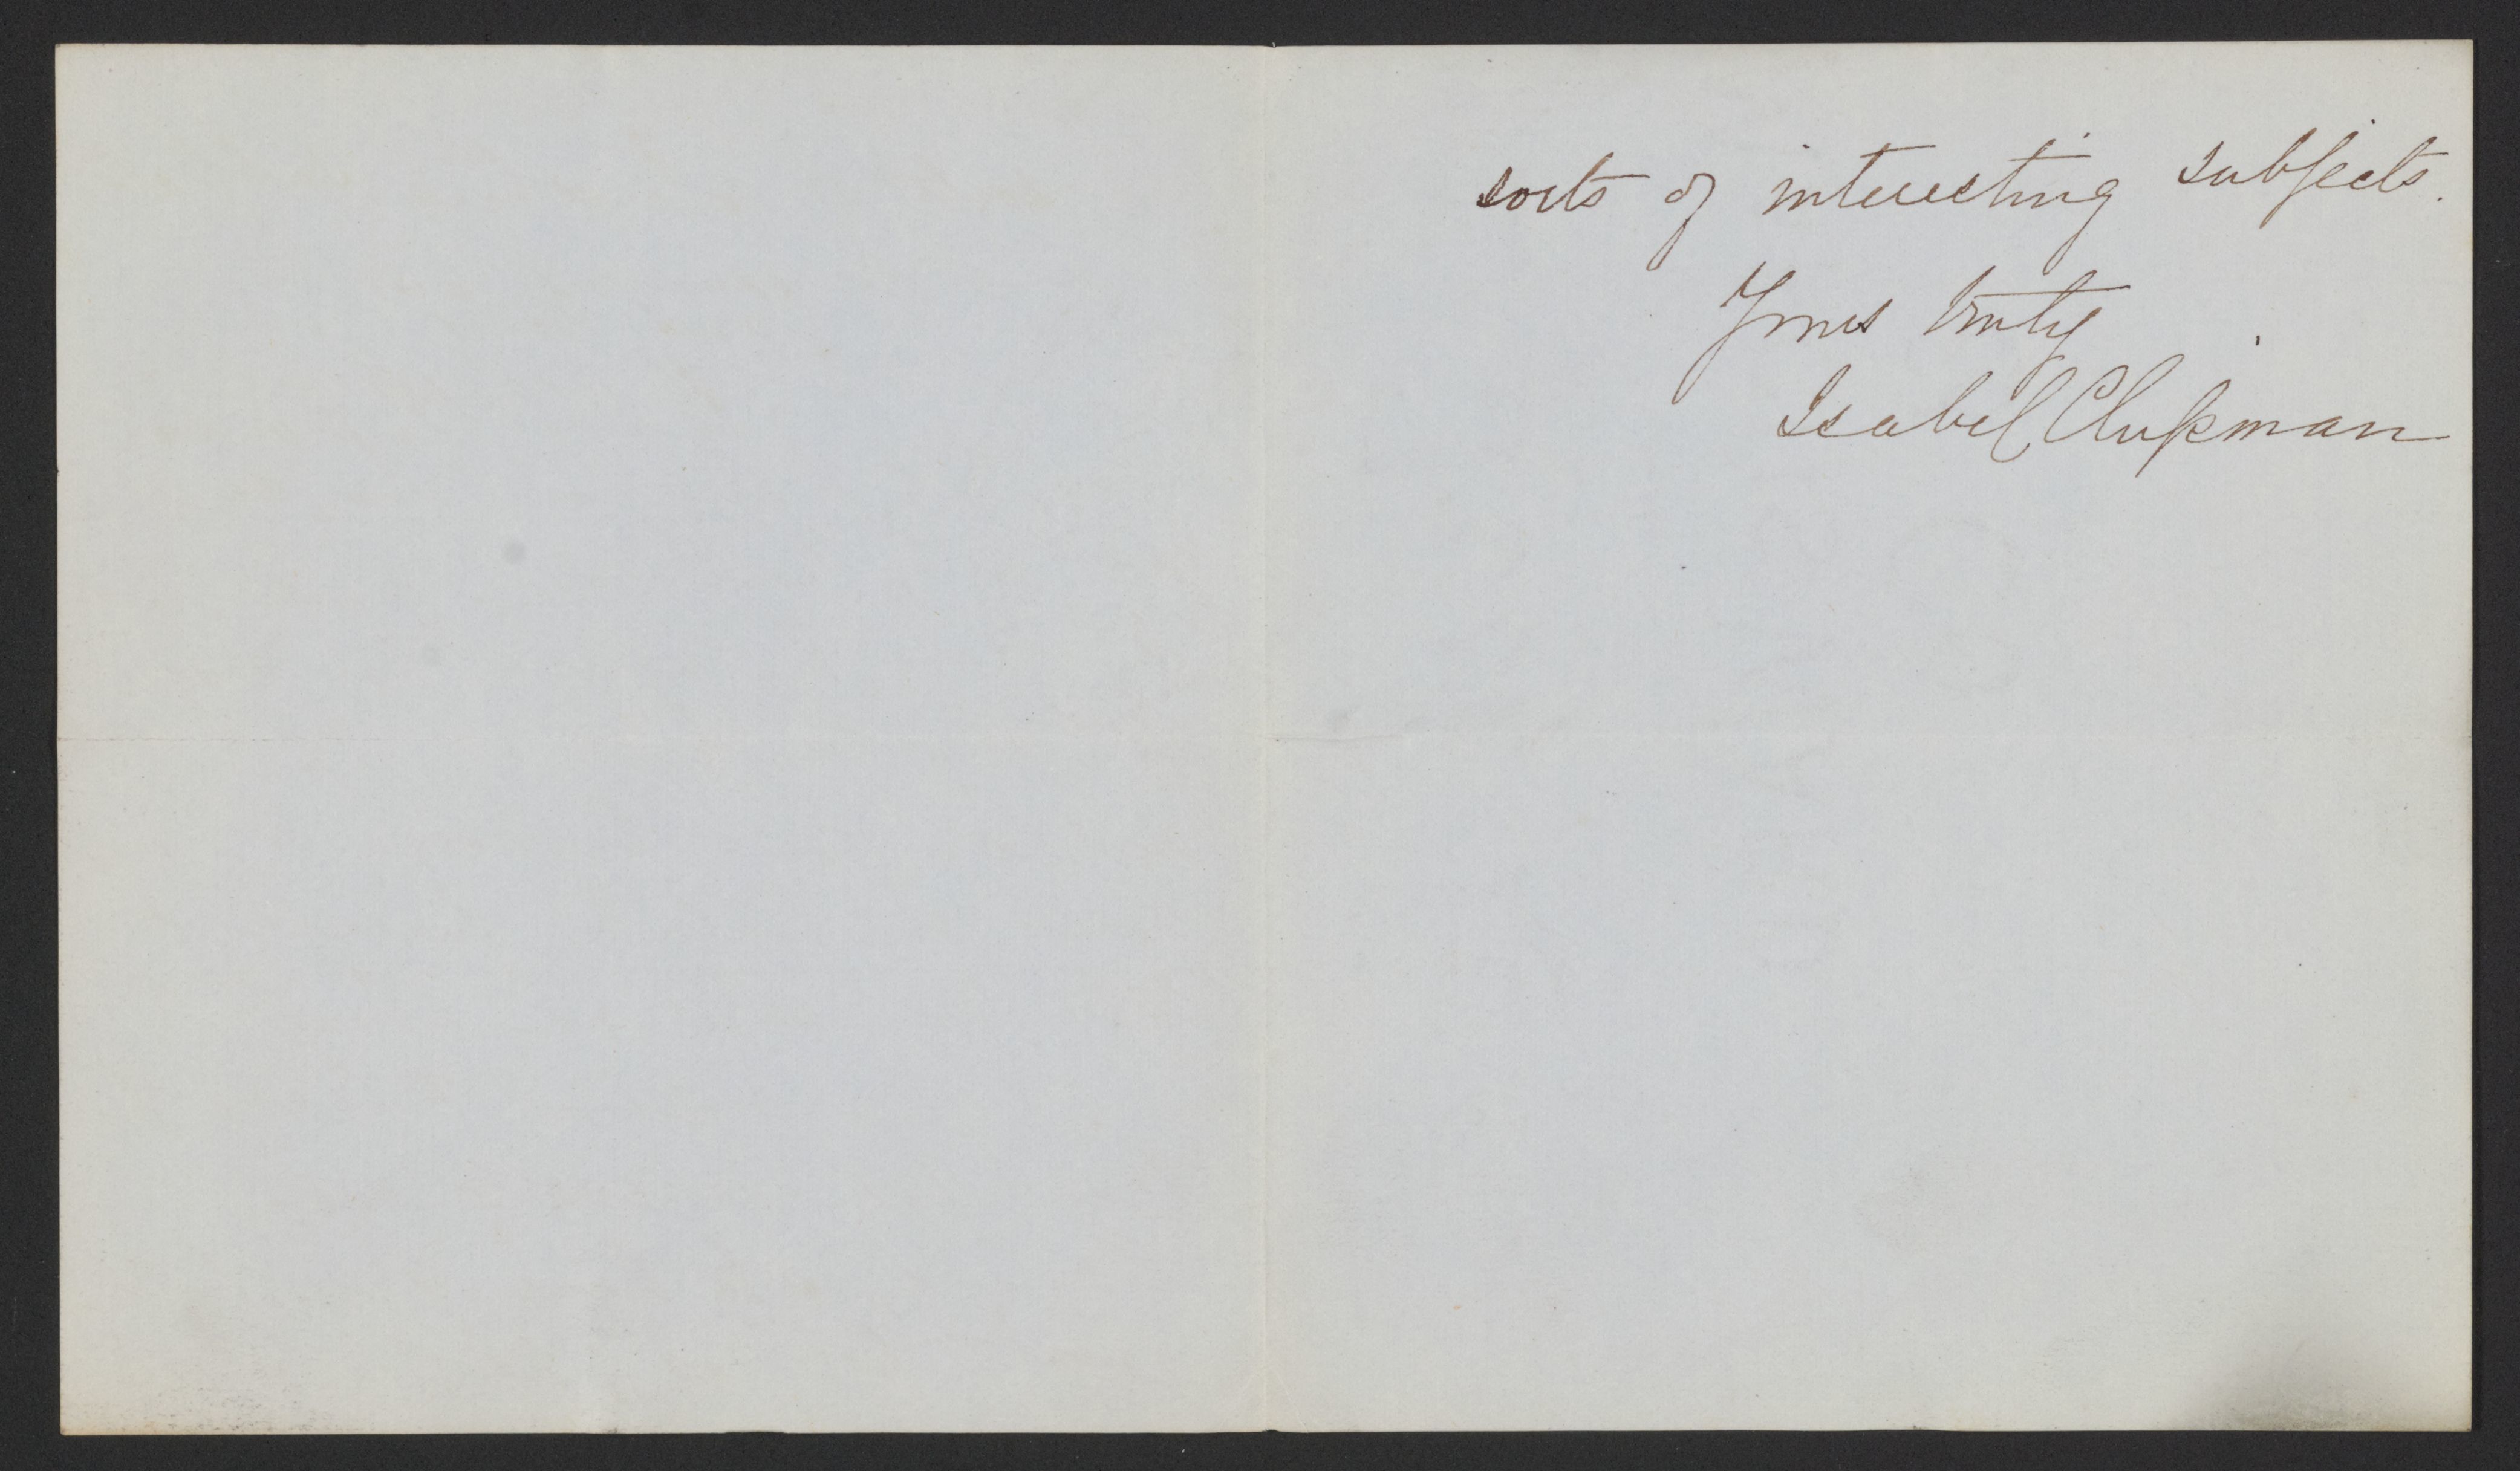 sorts of interesting subjects.
Yours truly
Isabel Chapman